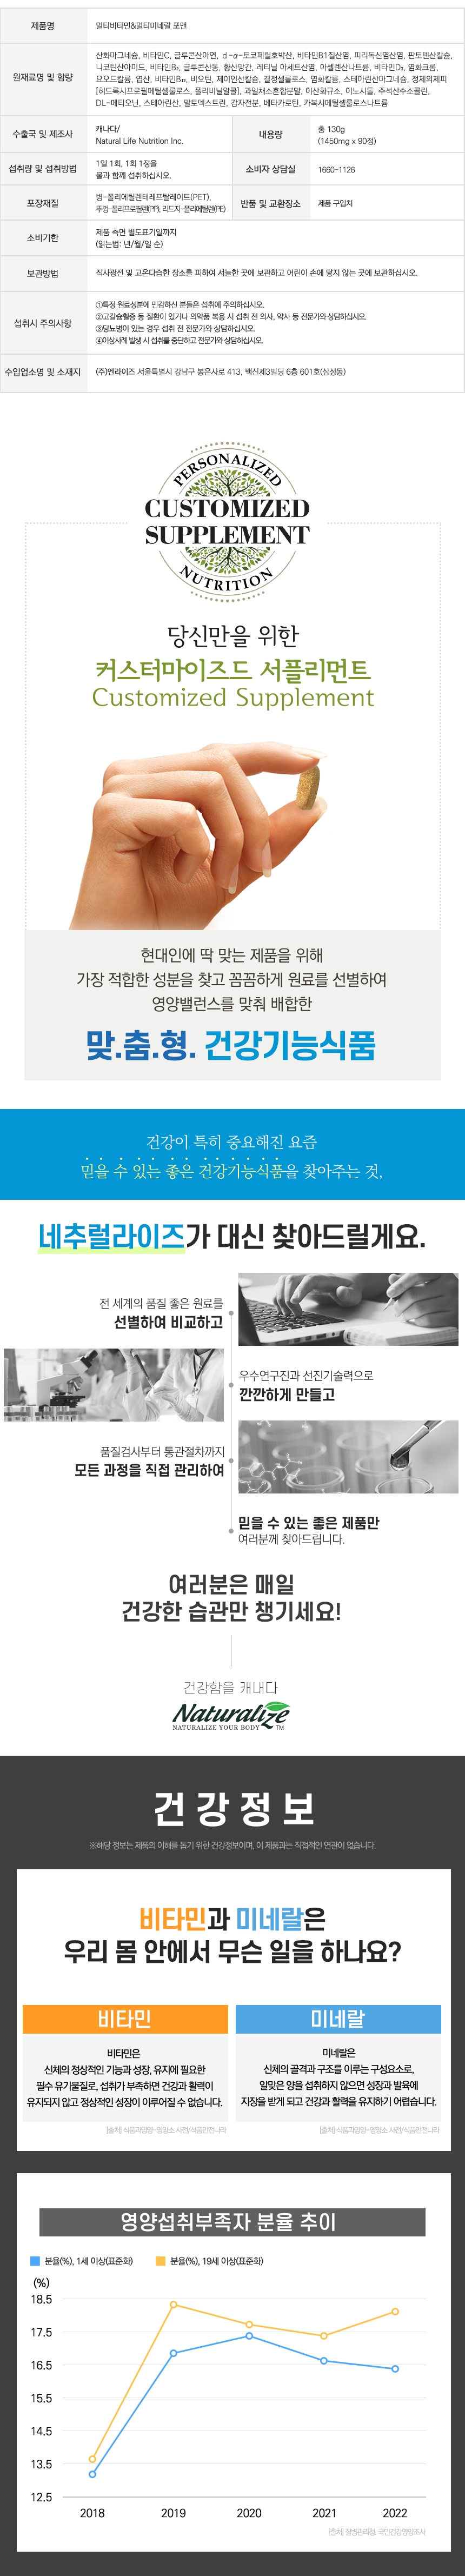 제품명
멀티비타민&멀티미네랄 포맨
원재료명 및 함량
산화마그네슘, 비타민C, 글루콘산아연, d-α-토코페릴호박산, 비타민B1질산염, 피리독신염산염, 판토텐산칼슘,
니코틴산아미드, 비타민B₂, 글루콘산동, 황산망간, 레티닐 아세트산염, 아셀렌산나트륨, 비타민D₃, 염화크롬,
요오드칼륨, 엽산, 비타민B₁₂, 비오틴, 제이인산칼슘, 결정셀룰로스, 염화칼륨, 스테아린산마그네슘, 정제의제피
[히드록시프로필메틸셀룰로스, 폴리비닐알콜], 과일채소혼합분말, 이산화규소, 이노시톨, 주석산수소콜린,
DL-메티오닌, 스테아린산, 말토덱스트린, 감자전분, 베타카로틴, 카복시메틸셀룰로스나트륨
수출국 및 제조사
캐나다/
Natural Life Nutrition Inc.
내용량
총 130g
(1450mg x 90정)
섭취량 및 섭취방법
1일 1회, 1회 1정을
물과 함께 섭취하십시오.
소비자 상담실
1660-1126
포장재질
병-폴리에틸렌테레프탈레이트(PET),
뚜껑-폴리프로필렌(PP), 리드지-폴리에틸렌(PE)
반품 및 교환장소
제품 구입처
소비기한
제품 측면 별도표기일까지
(읽는법: 년/월/일 순)
보관방법
직사광선 및 고온다습한 장소를 피하여 서늘한 곳에 보관하고 어린이 손에 닿지 않는 곳에 보관하십시오.
섭취시 주의사항
①특정 원료성분에 민감하신 분들은 섭취에 주의하십시오.
②고칼슘혈증 등 질환이 있거나 의약품 복용 시 섭취 전 의사, 약사 등 전문가와 상담하십시오.
③당뇨병이 있는 경우 섭취 전 전문가와 상담하십시오.
④이상사례 발생 시 섭취를 중단하고 전문가와 상담하십시오.
수입업소명 및 소재지
(주)엔라이즈 서울특별시 강남구 봉은사로 413, 백신제3빌딩 6층 601호(삼성동)
PERSONALIZED
CUSTOMIZED
SUPPLEMENT
NUTRITION
당신만을 위한
커스터마이즈드 서플리먼트
Customized Supplement
현대인에 딱 맞는 제품을 위해
가장 적합한 성분을 찾고 꼼꼼하게 원료를 선별하여
영양밸런스를 맞춰 배합한
맞.춤.형. 건강기능식품
건강이 특히 중요해진 요즘
믿을 수 있는 좋은 건강기능식품을 찾아주는 것,
네추럴라이즈가 대신 찾아드릴게요.
전 세계의 품질 좋은 원료를
선별하여 비교하고
우수연구진과 선진기술력으로
깐깐하게 만들고
품질검사부터 통관절차까지
모든 과정을 직접 관리하여
믿을 수 있는 좋은 제품만
여러분께 찾아드립니다.
여러분은 매일
건강한 습관만 챙기세요!
건강함을 캐내다
Naturalize
NATURALIZE YOUR BODY TM
건강정보
※해당 정보는 제품의 이해를 돕기 위한 건강정보이며, 이 제품과는 직접적인 연관이 없습니다.
비타민과 미네랄은
우리 몸 안에서 무슨 일을 하나요?
비타민
비타민은
신체의 정상적인 기능과 성장, 유지에 필요한
필수 유기물질로, 섭취가 부족하면 건강과 활력이
유지되지 않고 정상적인 성장이 이루어질 수 없습니다.
[출처] 식품과영양-영양소 사전/식품안전나라
미네랄
미네랄은
신체의 골격과 구조를 이루는 구성요소로,
알맞은 양을 섭취하지 않으면 성장과 발육에
지장을 받게 되고 건강과 활력을 유지하기 어렵습니다.
[출처] 식품과영양-영양소 사전/식품안전나라
영양섭취부족자 분율 추이
분율(%), 1세 이상(표준화)
분율(%), 19세 이상(표준화)
(%)
18.5
17.5
16.5
15.5
14.5
13.5
12.5
2018 2019 2020 2021 2022
[출처] 질병관리청, 국민건강영양조사